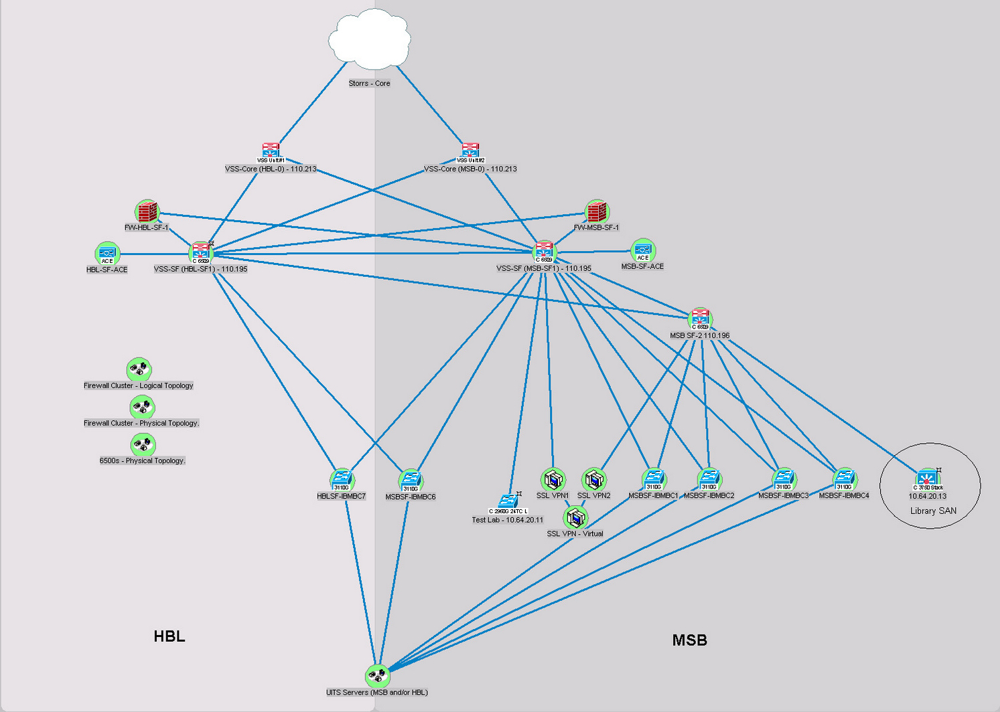 Storrs - Core
VSS Unit#1
VSS Unit#2
VSS-Core (HBL-0) - 110.213
VSS-Core (MSB-0) - 110.213
FW-HBL-SF-1
FW-MSB-SF-1
ACE
C 6509
C 6509
ACE
HBL-SF-ACE
VSS-SF (HBL-SF1) - 110.195
VSS-SF (MSB-SF1) - 110.195
MSB-SF-ACE
C 6509
MSB SF-2 110.196
Firewall Cluster - Logical Topology
Firewall Cluster - Physical Topology.
6500s - Physical Topology.
3110G
3110G
3110G
3110G
3110G
3110G
C 3750 Stack
HBLSF-IBMBC7
MSBSF-IBMBC6
SSL VPN1
SSL VPN2
MSBSF-IBMBC1
MSBSF-IBMBC2
MSBSF-IBMBC3
MSBSF-IBMBC4
10.64.20.13
Library SAN
C 2960G 24TC L
Test Lab - 10.64.20.11
SSL VPN - Virtual
HBL
MSB
UITS Servers (MSB and/or HBL)